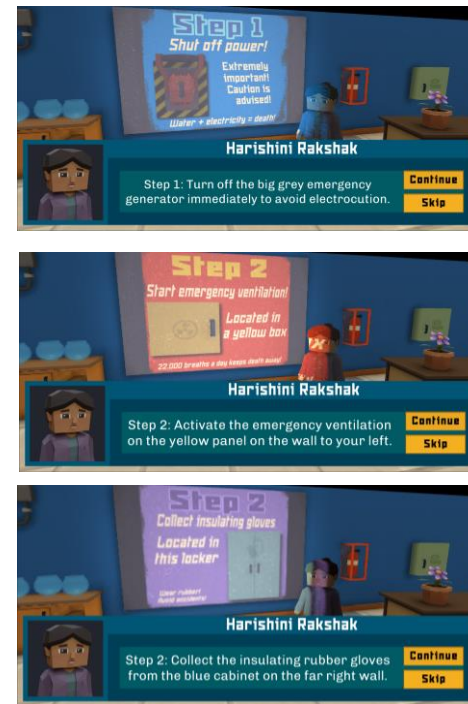 Step 1
Shut off power!
Extremely
important!
Caution is
advised!
Water + electricity = death!
Harishini Rakshak
Step 1: Turn off the big grey emergency
generator immediately to avoid electrocution.
Continue
Skip
Step 2
Start emergency ventilation!
Located in
a yellow box
22,000 breaths a day keeps death away!
Harishini Rakshak
Step 2: Activate the emergency ventilation
on the yellow panel on the wall to your left.
Continue
Skip
Step 2
Collect insulating gloves
Located in
this locker
Wear rubber!
Avoid accidents!
Harishini Rakshak
Step 2: Collect the insulating rubber gloves
from the blue cabinet on the far right wall.
Continue
Skip